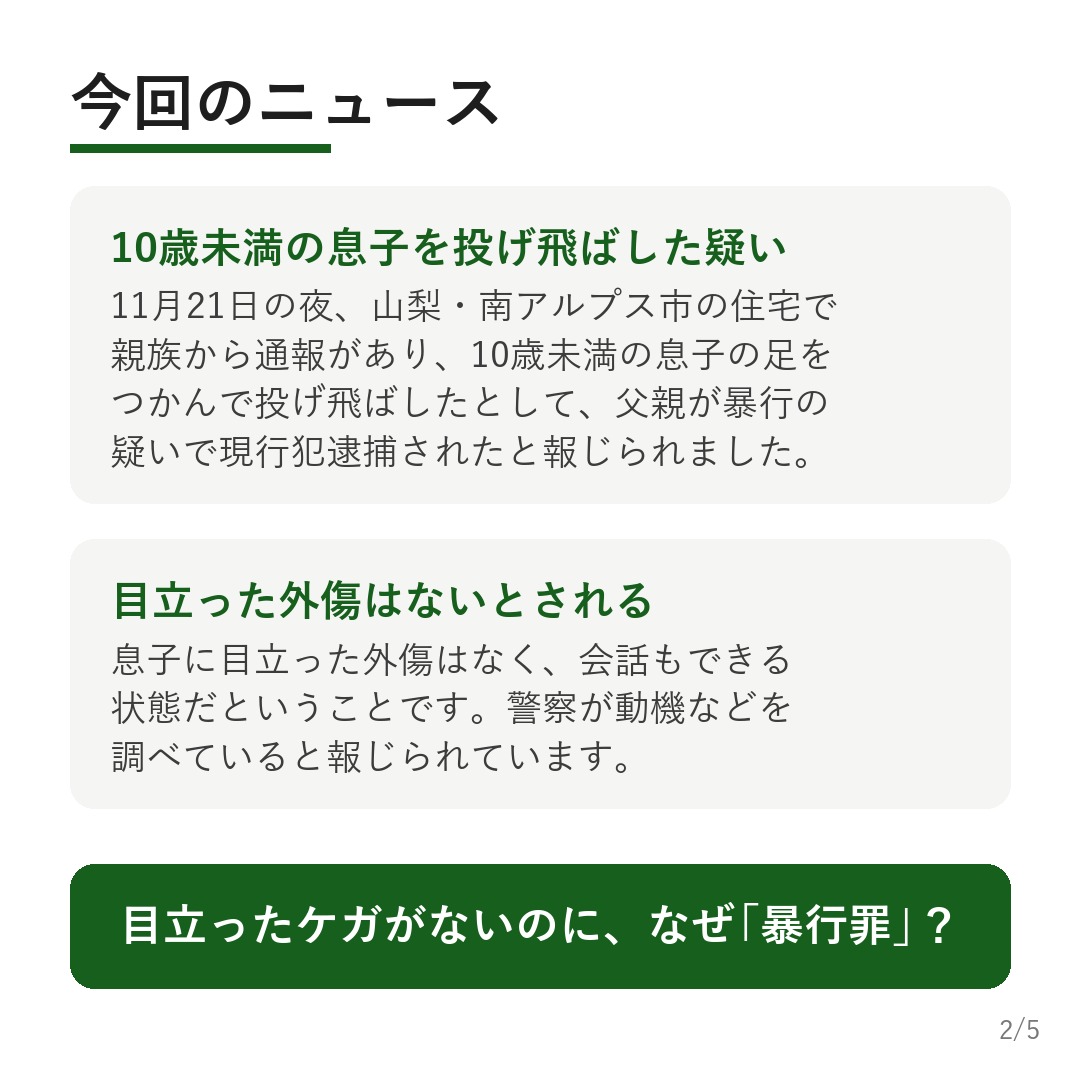 今回のニュース
10歳未満の息子を投げ飛ばした疑い
11月21日の夜、山梨・南アルプス市の住宅で
親族から通報があり、10歳未満の息子の足を
つかんで投げ飛ばしたとして、父親が暴行の
疑いで現行犯逮捕されたと報じられました。
目立った外傷はないとされる
息子に目立った外傷はなく、会話もできる
状態だということです。警察が動機などを
調べていると報じられています。
目立ったケガがないのに、なぜ「暴行罪」？
2/5